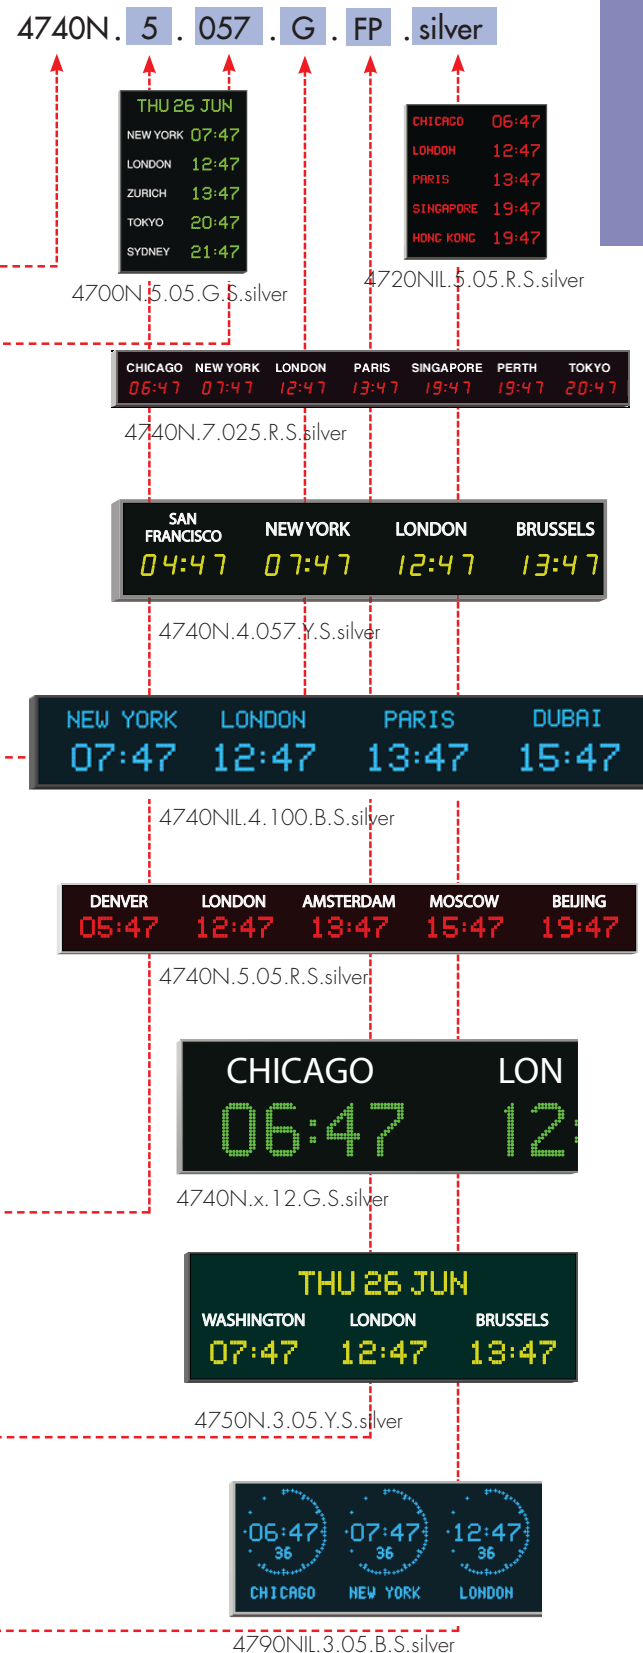 4740N . 5 . 057 . G . FP . silver
THU 26 JUN
NEW YORK 07:47
LONDON 12:47
ZURICH 13:47
TOKYO 20:47
SYDNEY 21:47
4700N.5.05.G.S.silver
CHICAGO 06:47
LONDON 12:47
PARIS 13:47
SINGAPORE 19:47
HONG KONG 19:47
4720NIL.5.05.R.S.silver
CHICAGO NEW YORK LONDON PARIS SINGAPORE PERTH TOKYO
06:47 07:47 12:47 13:47 19:47 19:47 20:47
4740N.7.025.R.S.silver
SAN
FRANCISCO NEW YORK LONDON BRUSSELS
04:47 07:47 12:47 13:47
4740N.4.057.Y.S.silver
NEW YORK LONDON PARIS DUBAI
07:47 12:47 13:47 15:47
4740NIL.4.100.B.S.silver
DENVER LONDON AMSTERDAM MOSCOW BEIJING
05:47 12:47 13:47 15:47 19:47
4740N.5.05.R.S.silver
CHICAGO LON
06:47 12:
4740N.x.12.G.S.silver
THU 26 JUN
WASHINGTON LONDON BRUSSELS
07:47 12:47 13:47
4750N.3.05.Y.S.silver
06:47 07:47 12:47
36 36 36
CHICAGO NEW YORK LONDON
4790NIL.3.05.B.S.silver